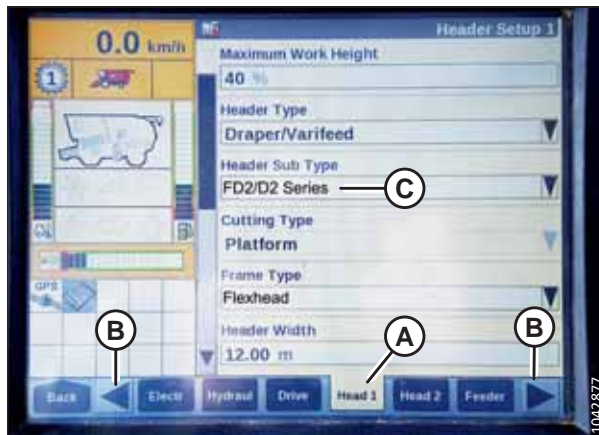 0.0 km/h
Header Setup 1
1
Maximum Work Height
40 %
Header Type
Draper/Varifeed
Header Sub Type
FD2/D2 Series
C
Cutting Type
Platform
Frame Type
Flexhead
GPS
Header Width
12.00 m
B
A
B
Back
Electr
Hydraul
Drive
Head 1
Head 2
Feeder
1042877